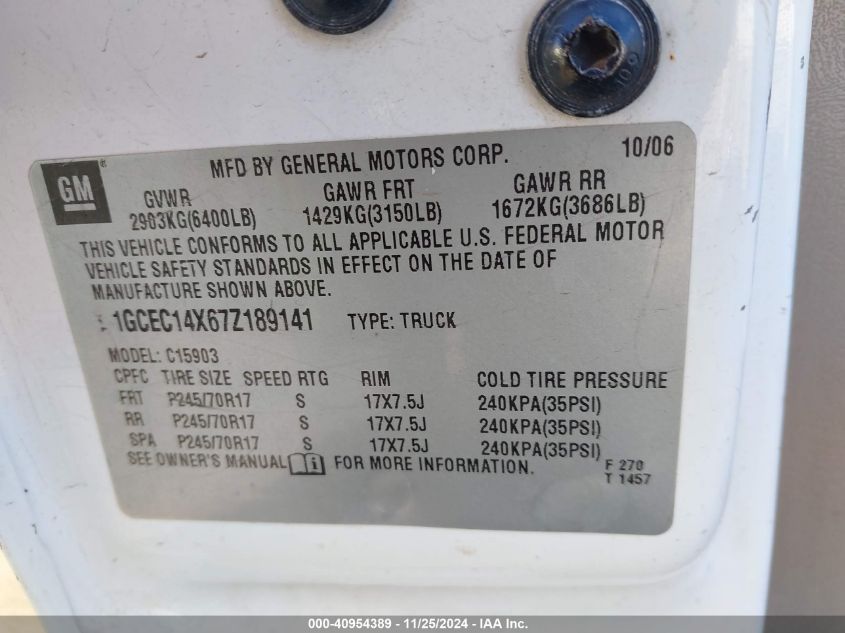 10.9
GM
®
MFD BY GENERAL MOTORS CORP. 10/06
GVWR GAWR FRT GAWR RR
2903KG(6400LB) 1429KG(3150LB) 1672KG(3686LB)
THIS VEHICLE CONFORMS TO ALL APPLICABLE U.S. FEDERAL MOTOR
VEHICLE SAFETY STANDARDS IN EFFECT ON THE DATE OF
MANUFACTURE SHOWN ABOVE.
1GCEC14X67Z189141 TYPE: TRUCK
MODEL: C15903
CPFC TIRE SIZE SPEED RTG RIM COLD TIRE PRESSURE
FRT P245/70R17 S 17X7.5J 240KPA(35PSI)
RR P245/70R17 S 17X7.5J 240KPA(35PSI)
SPA P245/70R17 S 17X7.5J 240KPA(35PSI)
SEE OWNER'S MANUAL i FOR MORE INFORMATION.
F 270
T 1457
000-40954389 - 11/25/2024 - IAA Inc.